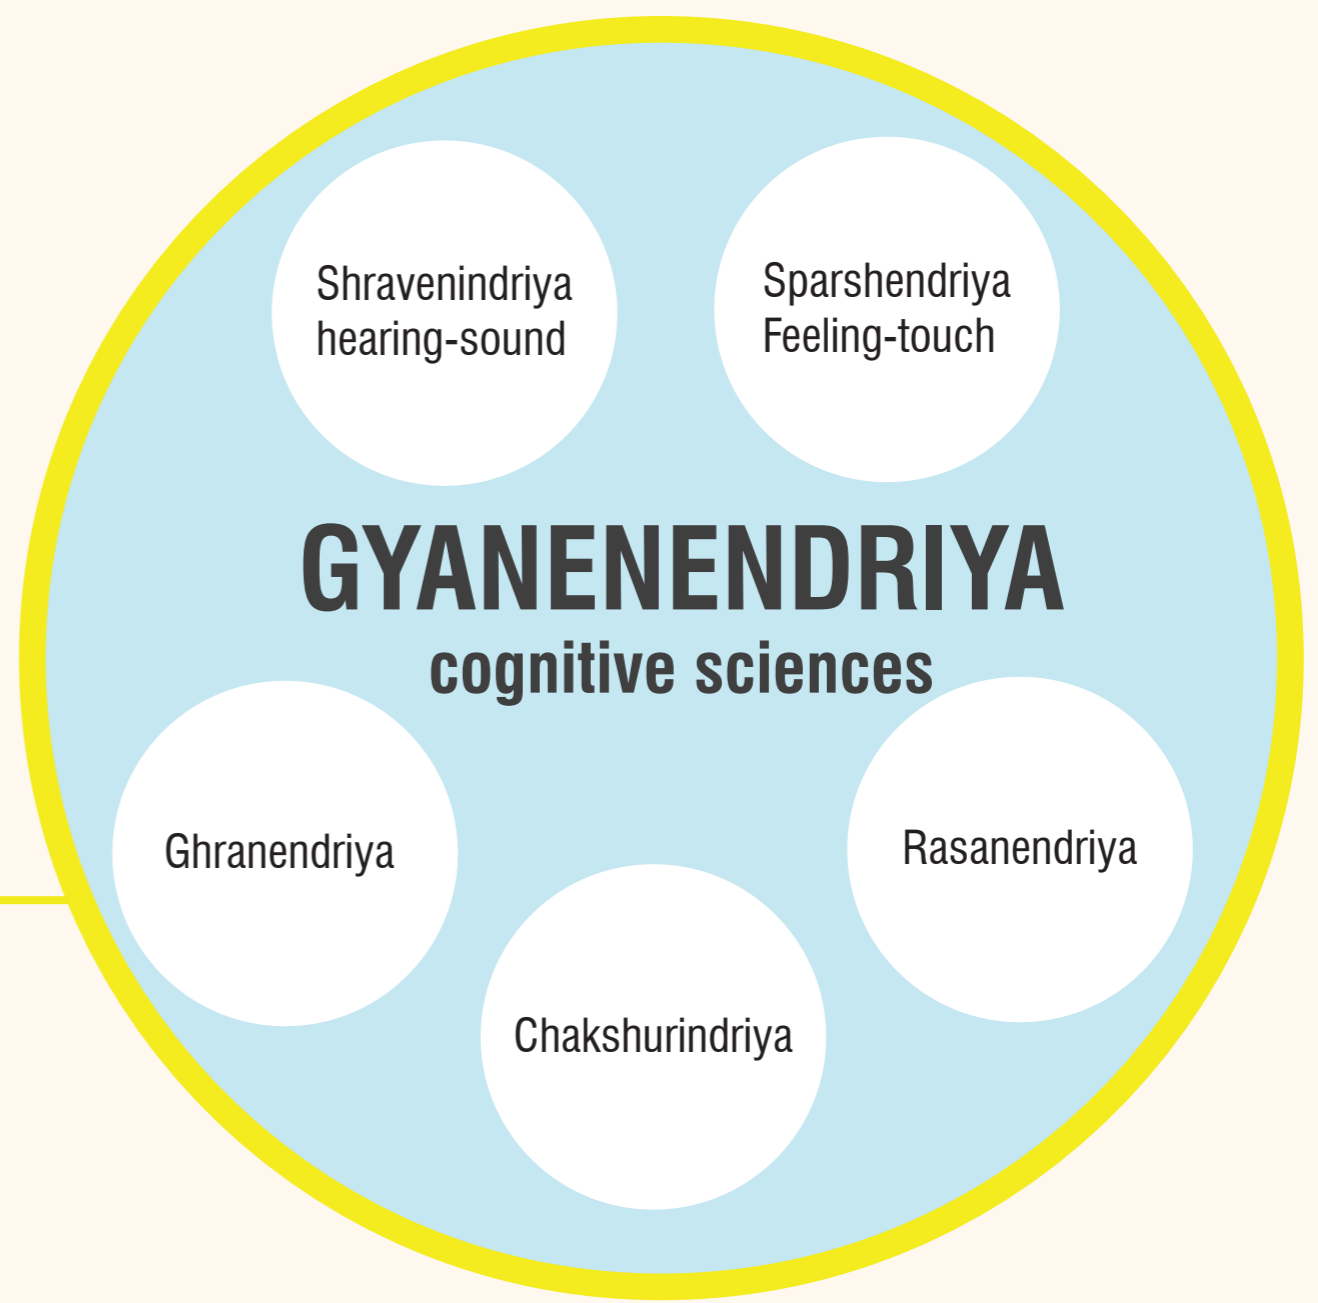 Shravenindriya
hearing-sound
Sparshendriya
Feeling-touch
GYANENENDRIYA
cognitive sciences
Ghranendriya
Rasanendriya
Chakshurindriya